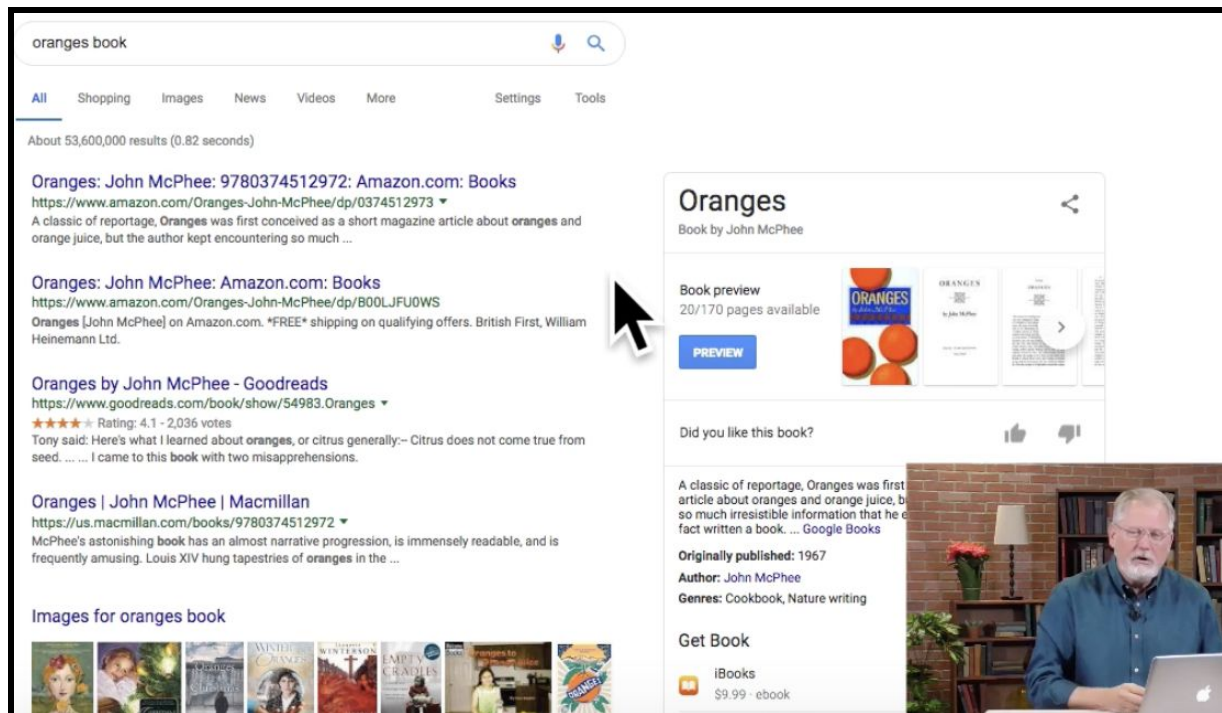 oranges book
All Shopping Images News Videos More Settings Tools
About 53,600,000 results (0.82 seconds)
Oranges: John McPhee: 9780374512972: Amazon.com: Books
https://www.amazon.com/Oranges-John-McPhee/dp/0374512973
A classic of reportage, Oranges was first conceived as a short magazine article about oranges and
orange juice, but the author kept encountering so much ...
Oranges: John McPhee: Amazon.com: Books
https://www.amazon.com/Oranges-John-McPhee/dp/B00LJFU0WS
Oranges [John McPhee] on Amazon.com. *FREE* shipping on qualifying offers. British First, William
Heinemann Ltd.
Oranges by John McPhee - Goodreads
https://www.goodreads.com/book/show/54983.Oranges
Rating: 4.1 - 2,036 votes
Tony said: Here's what I learned about oranges, or citrus generally:-- Citrus does not come true from
seed. ... ... I came to this book with two misapprehensions.
Oranges | John McPhee | Macmillan
https://us.macmillan.com/books/9780374512972
McPhee's astonishing book has an almost narrative progression, is immensely readable, and is
frequently amusing. Louis XIV hung tapestries of oranges in the ...
Images for oranges book
WINTER
ORANGES
WINTERSON
EMPTY
CRADLES
Oranges
Book by John McPhee
Book preview
20/170 pages available
PREVIEW
ORANGES
by John McPhee
ORANGES
by John McPhee
Did you like this book?
A classic of reportage, Oranges was first
article about oranges and orange juice, b
so much irresistible information that he e
fact written a book. ... Google Books
Originally published: 1967
Author: John McPhee
Genres: Cookbook, Nature writing
Get Book
iBooks
$9.99 · ebook